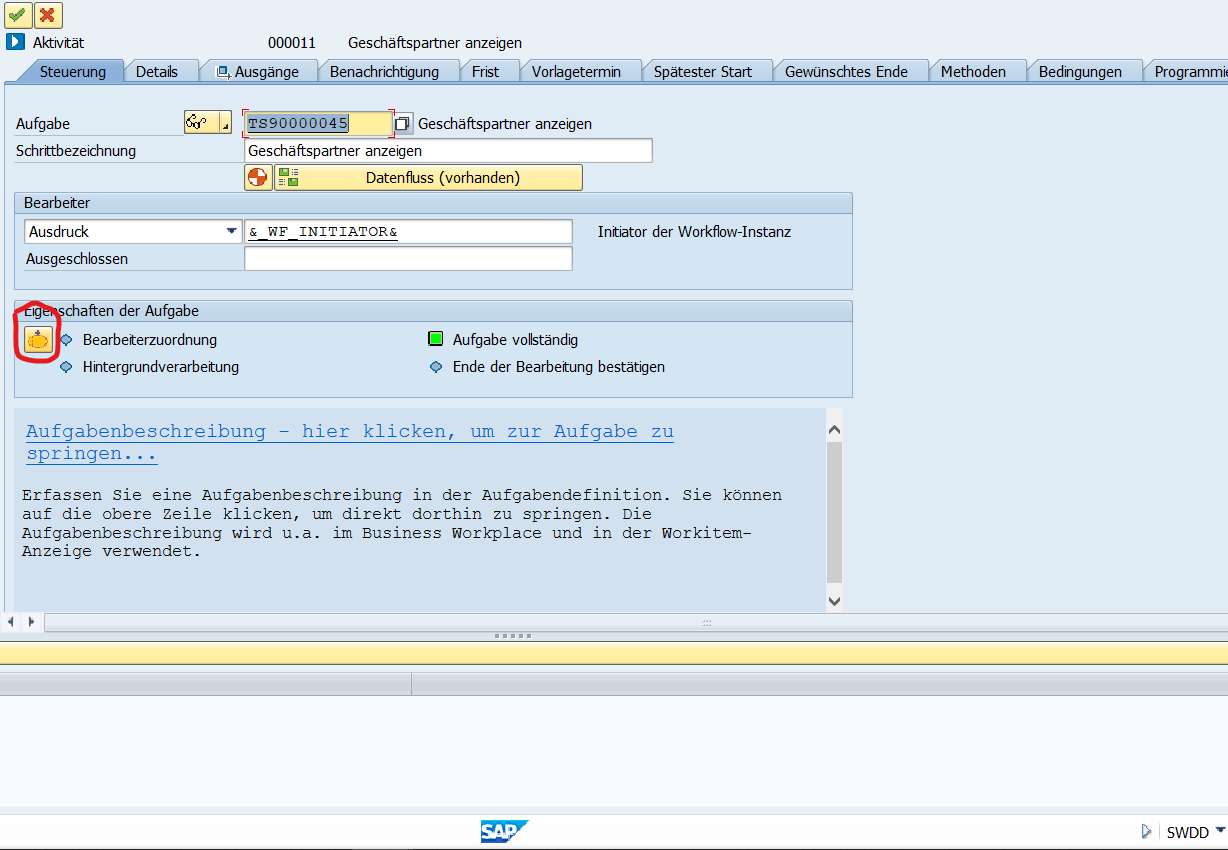 Aktivität 000011 Geschäftspartner anzeigen
Steuerung Details Ausgänge Benachrichtigung Frist Vorlagetermin Spätester Start Gewünschtes Ende Methoden Bedingungen Programmie
Aufgabe TS90000045 Geschäftspartner anzeigen
Schrittbezeichnung Geschäftspartner anzeigen
Datenfluss (vorhanden)
Bearbeiter
Ausdruck &_WF_INITIATOR& Initiator der Workflow-Instanz
Ausgeschlossen
Eigenschaften der Aufgabe
Bearbeiterzuordnung Aufgabe vollständig
Hintergrundverarbeitung Ende der Bearbeitung bestätigen
Aufgabenbeschreibung - hier klicken, um zur Aufgabe zu
springen...
Erfassen Sie eine Aufgabenbeschreibung in der Aufgabendefinition. Sie können
auf die obere Zeile klicken, um direkt dorthin zu springen. Die
Aufgabenbeschreibung wird u.a. im Business Workplace und in der Workitem-
Anzeige verwendet.
SAP SWDD